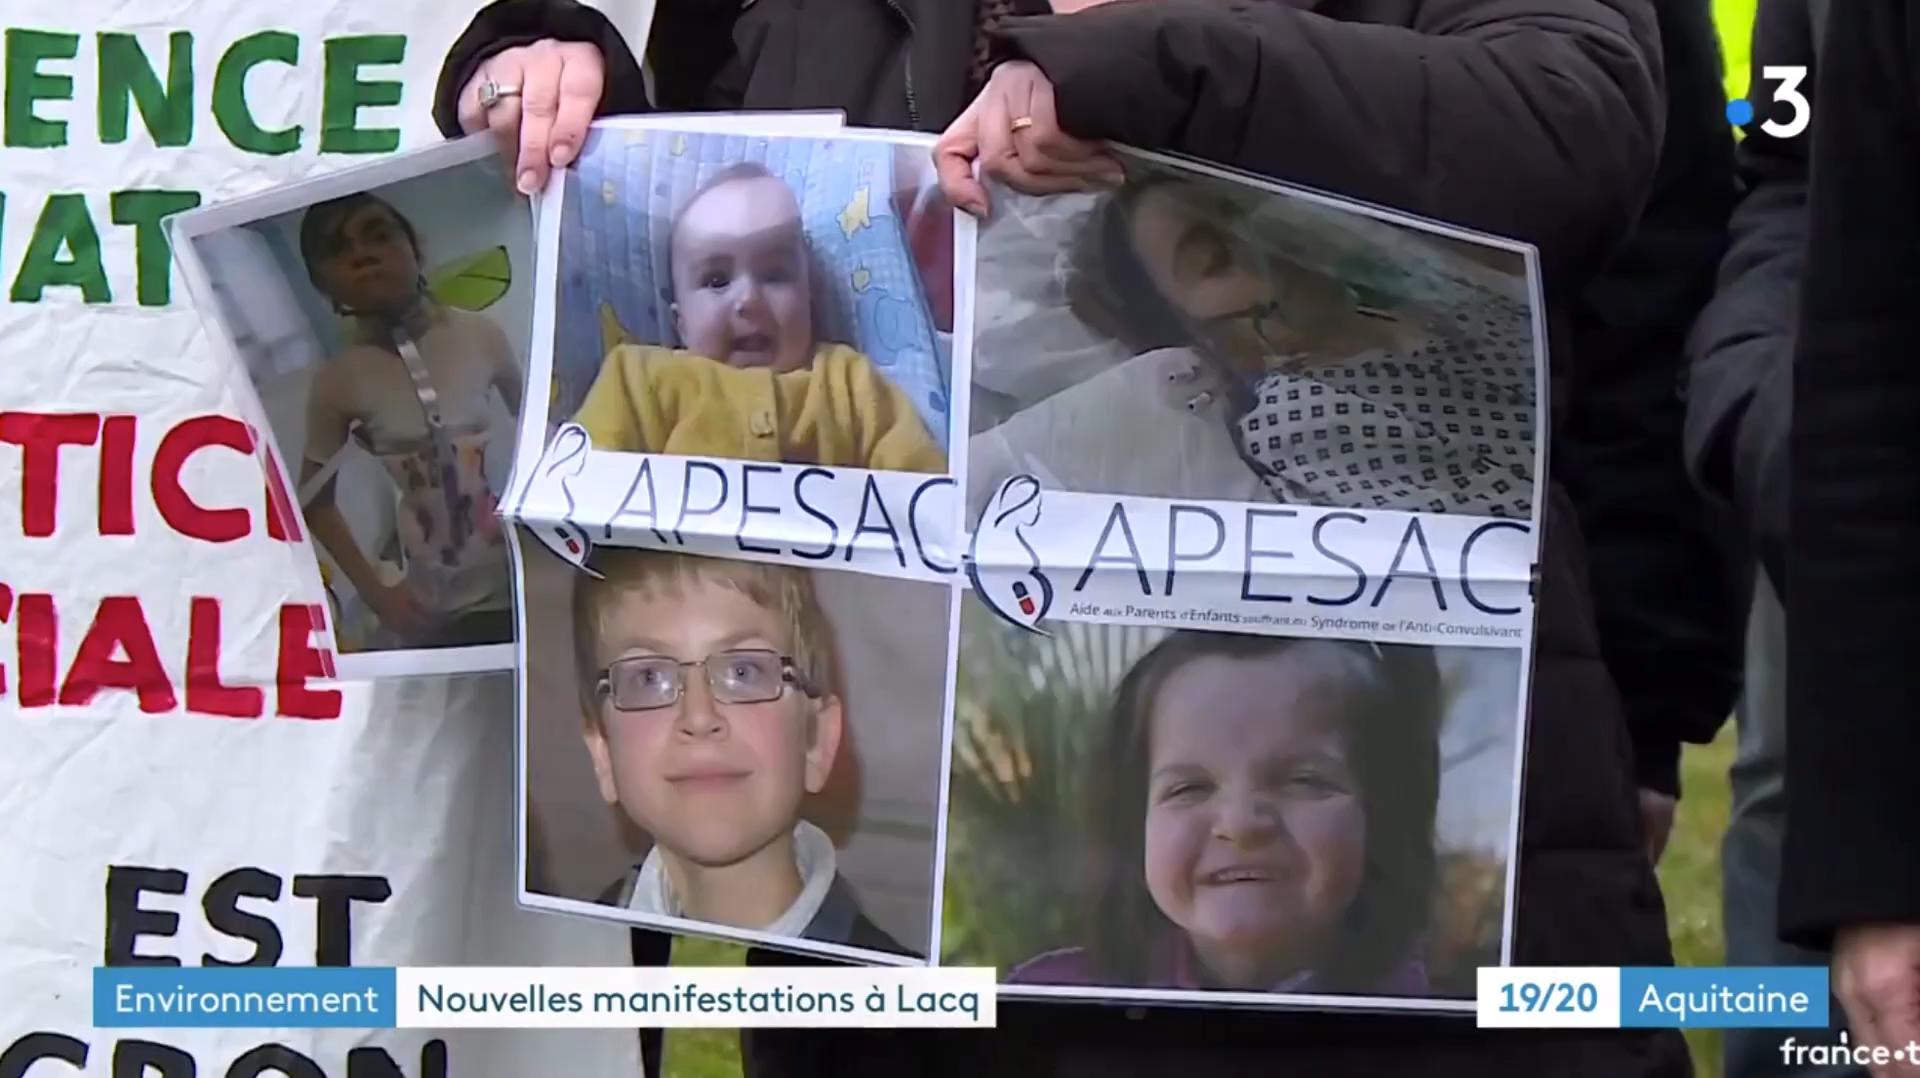 ENCE
3
AT
TIC
CIALE
APESAC
APESAC
Aide aux Parents d'Enfants souffrant du Syndrome de l'Anti-Convulsivant
EST
Environnement
Nouvelles manifestations à Lacq
19/20
Aquitaine
CRON
france•t